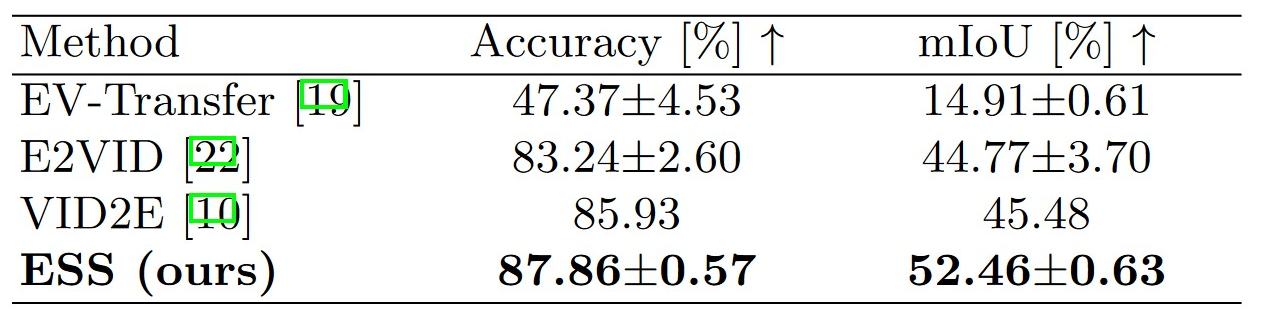 Method Accuracy [%] ↑ mIoU [%] ↑
EV-Transfer [19] 47.37±4.53 14.91±0.61
E2VID [22] 83.24±2.60 44.77±3.70
VID2E [10] 85.93 45.48
ESS (ours) 87.86±0.57 52.46±0.63